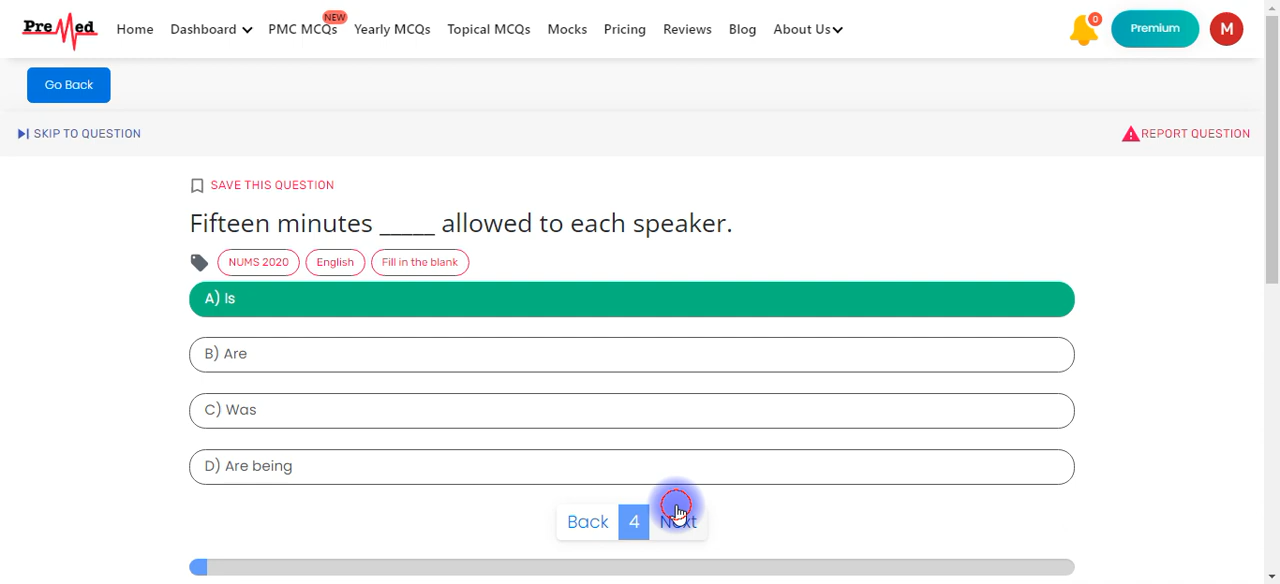 Pre Med
Home Dashboard PMC MCQs NEW Yearly MCQs Topical MCQs Mocks Pricing Reviews Blog About Us 0 Premium M
Go Back
SKIP TO QUESTION REPORT QUESTION
SAVE THIS QUESTION
Fifteen minutes _____ allowed to each speaker.
NUMS 2020 English Fill in the blank
A) Is
B) Are
C) Was
D) Are being
Back 4 Next